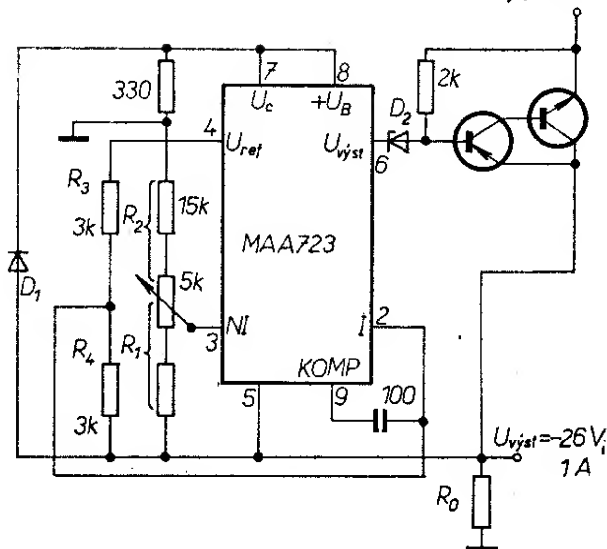 330
7
8
U_c
+U_B
2k
4
D_2
U_ref
U_výst
6
R_3
R_2
15k
3k
MAA723
5k
D_1
NI
I
2
3
R_4
R_1
KOMP
9
100
3k
5
U_výst=-26V,
1A
R_0